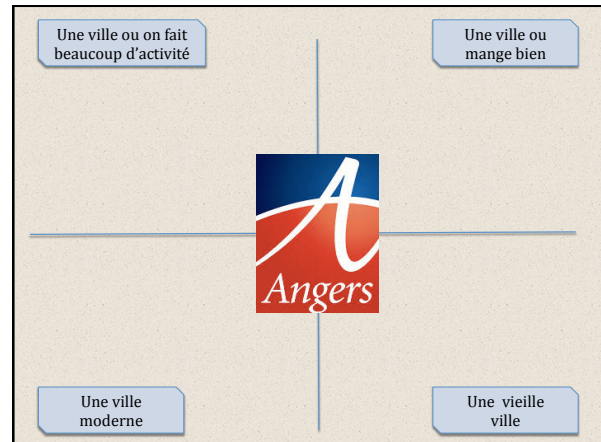 Une ville ou on fait
beaucoup d'activité
Une ville ou
mange bien
Angers
Une ville
moderne
Une vieille
ville